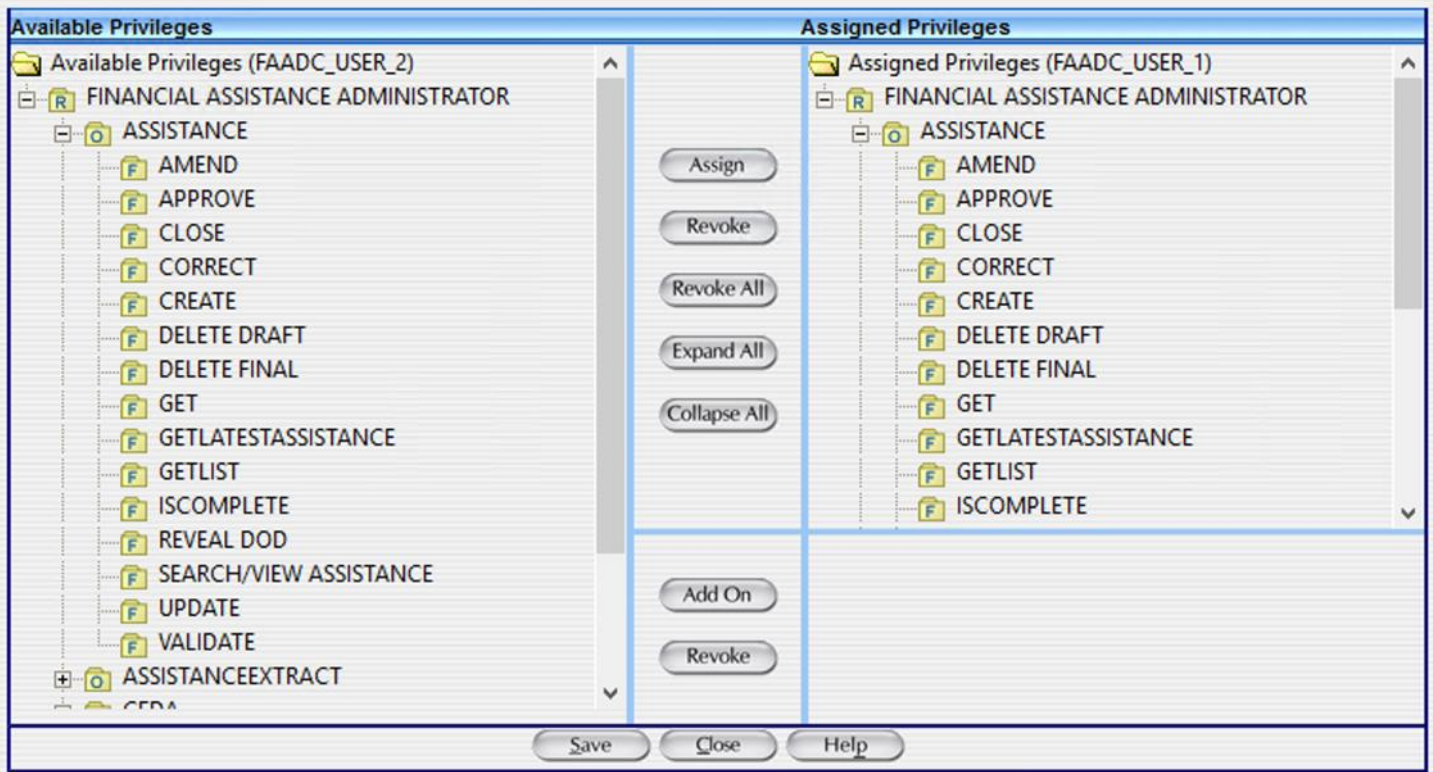 Available Privileges
Assigned Privileges
Available Privileges (FAADC_USER_2)
R FINANCIAL ASSISTANCE ADMINISTRATOR
O ASSISTANCE
F AMEND
F APPROVE
F CLOSE
F CORRECT
F CREATE
F DELETE DRAFT
F DELETE FINAL
F GET
F GETLATESTASSISTANCE
F GETLIST
F ISCOMPLETE
F REVEAL DOD
F SEARCH/VIEW ASSISTANCE
F UPDATE
F VALIDATE
O ASSISTANCEEXTRACT
Assign
Revoke
Revoke All
Expand All
Collapse All
Add On
Revoke
Assigned Privileges (FAADC_USER_1)
R FINANCIAL ASSISTANCE ADMINISTRATOR
O ASSISTANCE
F AMEND
F APPROVE
F CLOSE
F CORRECT
F CREATE
F DELETE DRAFT
F DELETE FINAL
F GET
F GETLATESTASSISTANCE
F GETLIST
F ISCOMPLETE
Save
Close
Help